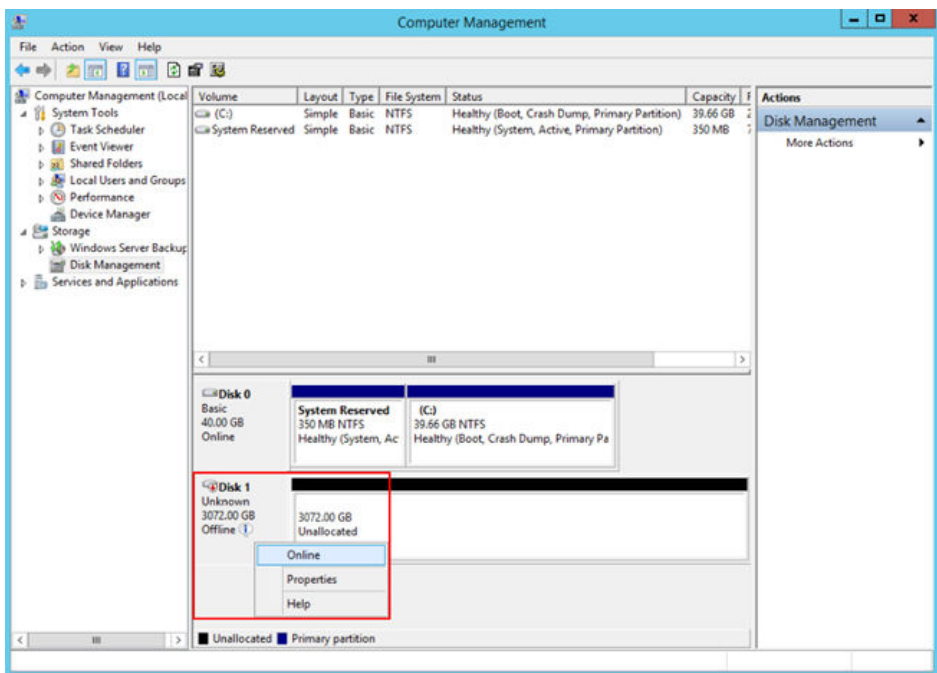 Computer Management
File Action View Help
Computer Management (Local
System Tools
Task Scheduler
Event Viewer
Shared Folders
Local Users and Groups
Performance
Device Manager
Storage
Windows Server Backup
Disk Management
Services and Applications
Volume Layout Type File System Status Capacity F
(C:) Simple Basic NTFS Healthy (Boot, Crash Dump, Primary Partition) 39.66 GB
System Reserved Simple Basic NTFS Healthy (System, Active, Primary Partition) 350 MB
Disk 0
Basic
40.00 GB
Online
System Reserved
350 MB NTFS
Healthy (System, Ac
(C:)
39.66 GB NTFS
Healthy (Boot, Crash Dump, Primary Pa
Disk 1
Unknown
3072.00 GB
Offline
3072.00 GB
Unallocated
Online
Properties
Help
Unallocated Primary partition
Actions
Disk Management
More Actions